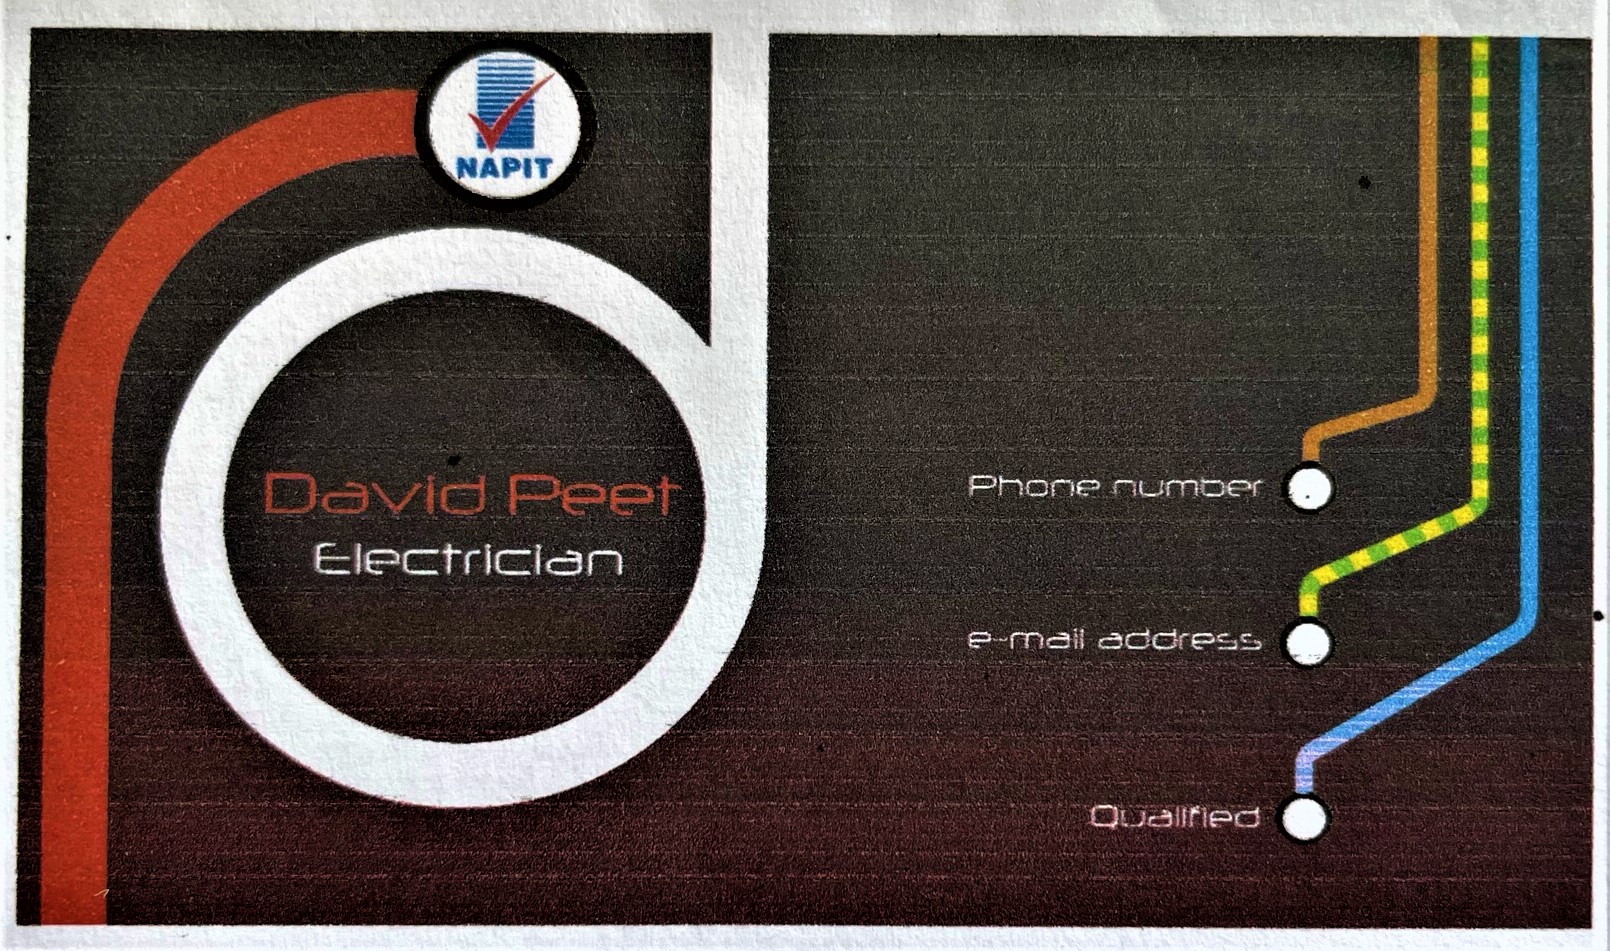 NAPIT
David Peet
Electrician
Phone number
e-mail address
Qualified